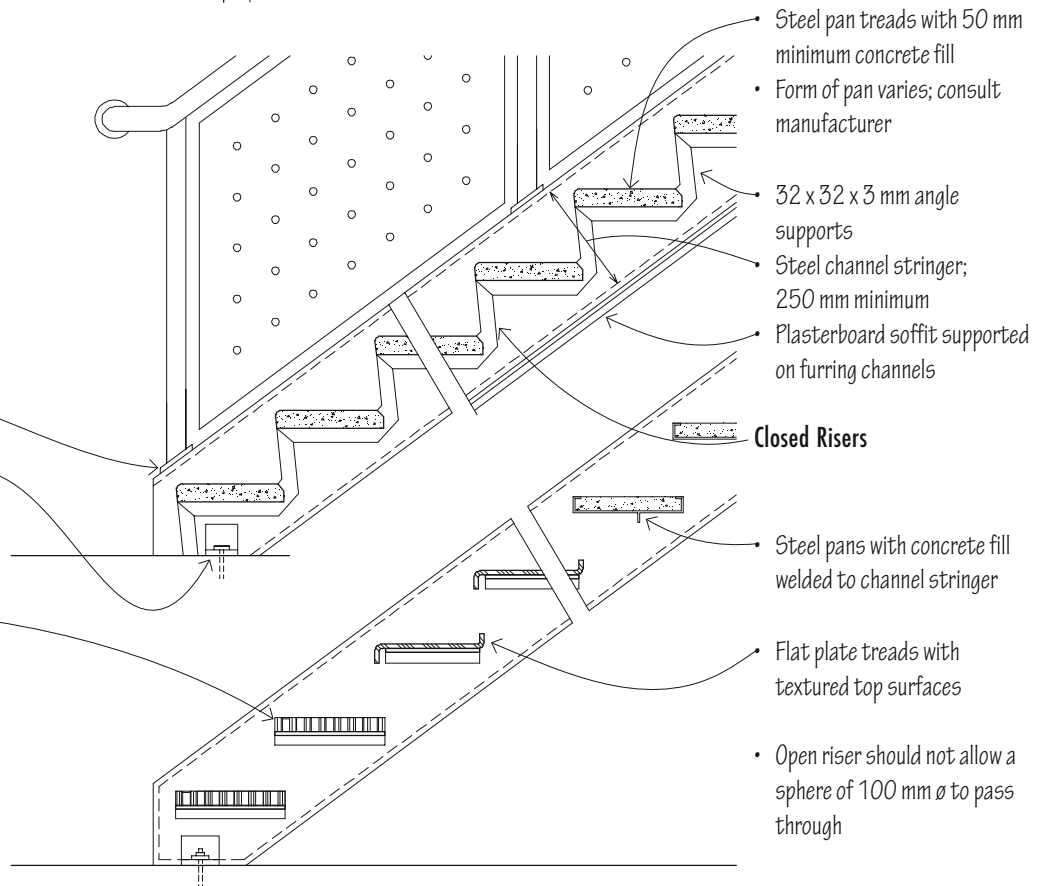 • Steel pan treads with 50 mm
minimum concrete fill
• Form of pan varies; consult
manufacturer
• 32 x 32 x 3 mm angle
supports
• Steel channel stringer;
250 mm minimum
• Plasterboard soffit supported
on furring channels
Closed Risers
• Steel pans with concrete fill
welded to channel stringer
• Flat plate treads with
textured top surfaces
• Open riser should not allow a
sphere of 100 mm ø to pass
through